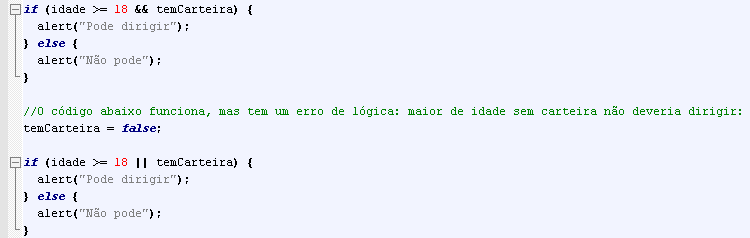 if (idade >= 18 && temCarteira) {
  alert("Pode dirigir");
} else {
  alert("Não pode");
}
//O código abaixo funciona, mas tem um erro de lógica: maior de idade sem carteira não deveria dirigir:
temCarteira = false;
if (idade >= 18 || temCarteira) {
  alert("Pode dirigir");
} else {
  alert("Não pode");
}